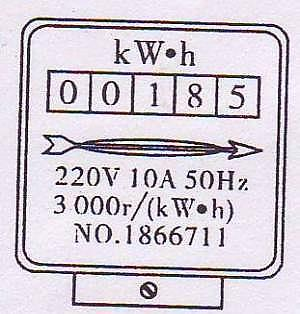 kW•h
0 0 1 8 5
220V 10A 50Hz
3 000r/(kW•h)
NO.1866711